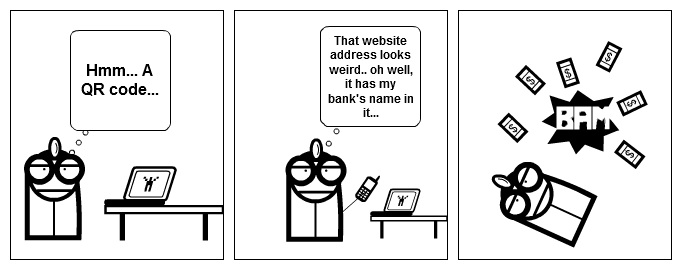 Hmm... A
QR code...
That website
address looks
weird.. oh well,
it has my
bank's name in
it...
$
$
$
$
$
$
BAM